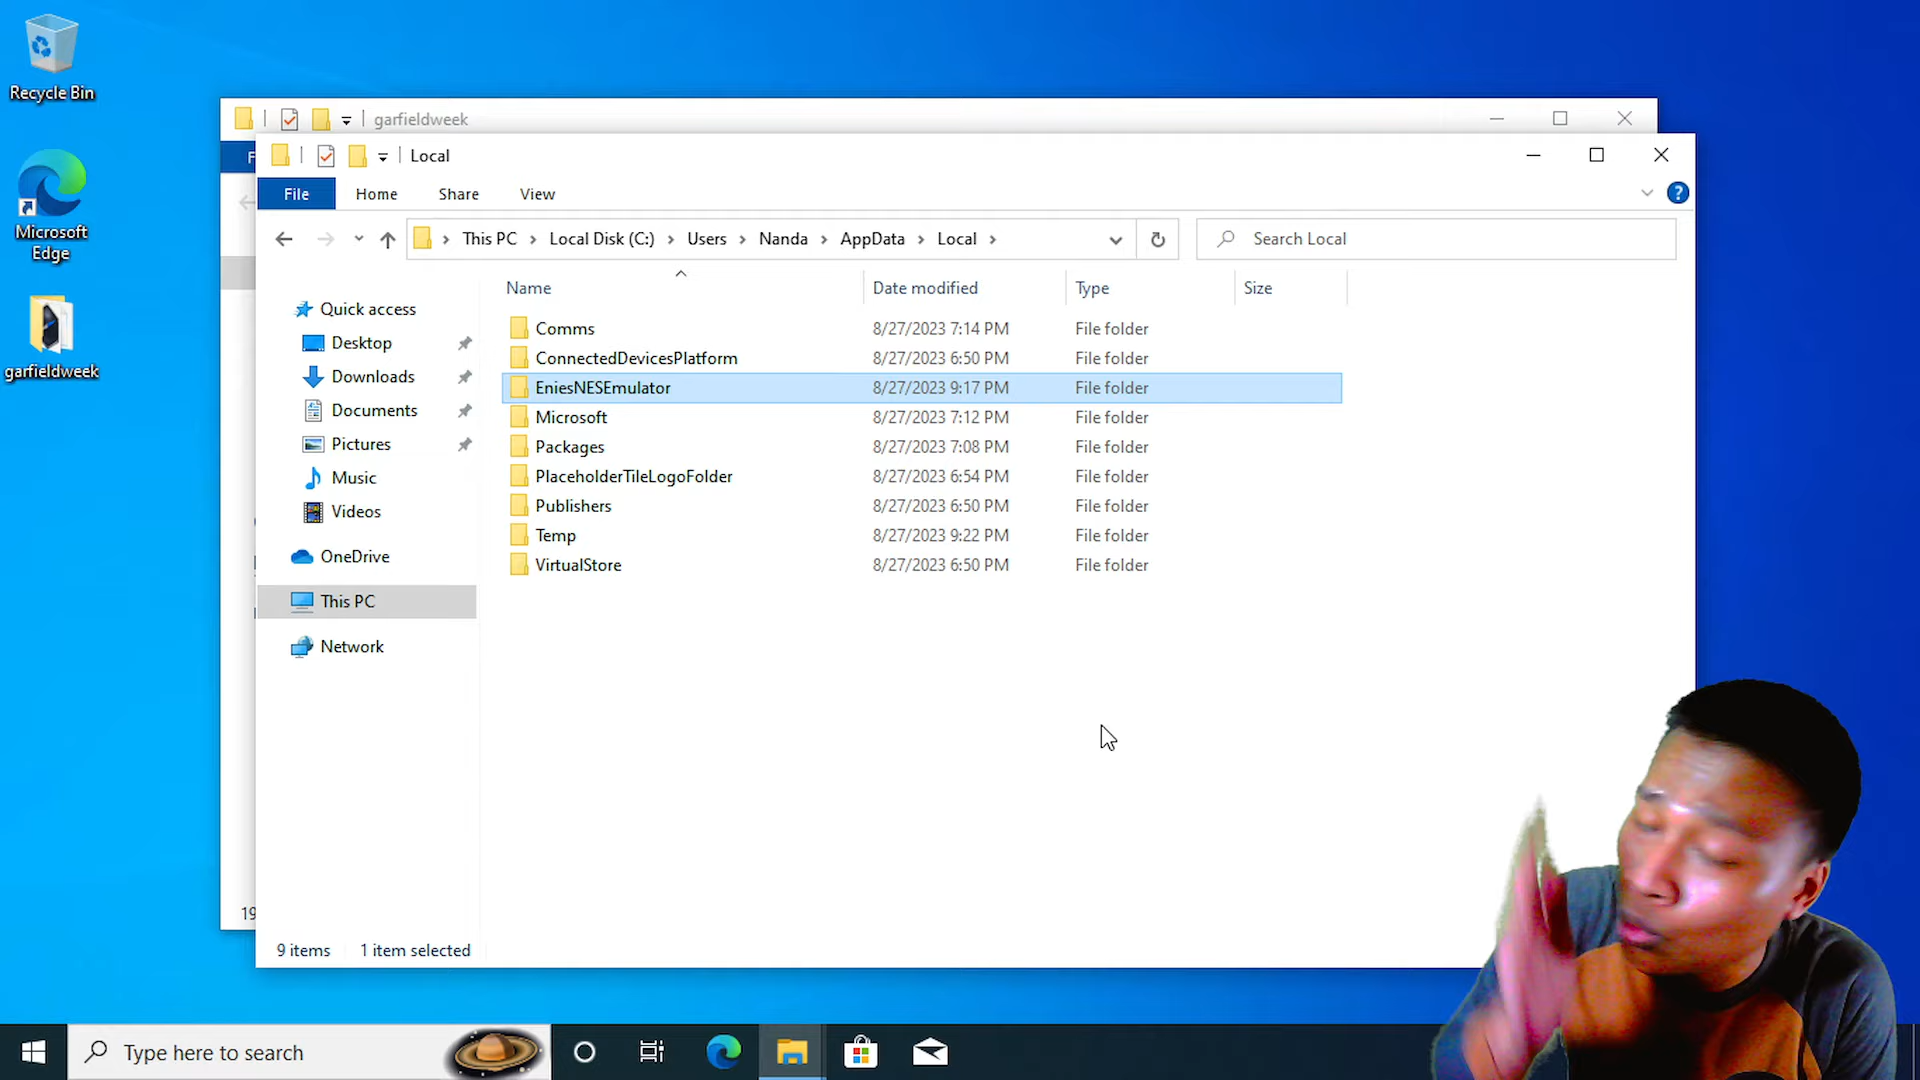 Recycle Bin
Microsoft
Edge
garfieldweek
garfieldweek
F
Local
File
Home
Share
View
?
This PC
Local Disk (C:)
Users
Nanda
AppData
Local
Search Local
Name
Date modified
Type
Size
Quick access
Desktop
Downloads
Documents
Pictures
Music
Videos
OneDrive
This PC
Network
Comms 8/27/2023 7:14 PM File folder
ConnectedDevicesPlatform 8/27/2023 6:50 PM File folder
EniesNESEmulator 8/27/2023 9:17 PM File folder
Microsoft 8/27/2023 7:12 PM File folder
Packages 8/27/2023 7:08 PM File folder
PlaceholderTileLogoFolder 8/27/2023 6:54 PM File folder
Publishers 8/27/2023 6:50 PM File folder
Temp 8/27/2023 9:22 PM File folder
VirtualStore 8/27/2023 6:50 PM File folder
19
9 items
1 item selected
Type here to search